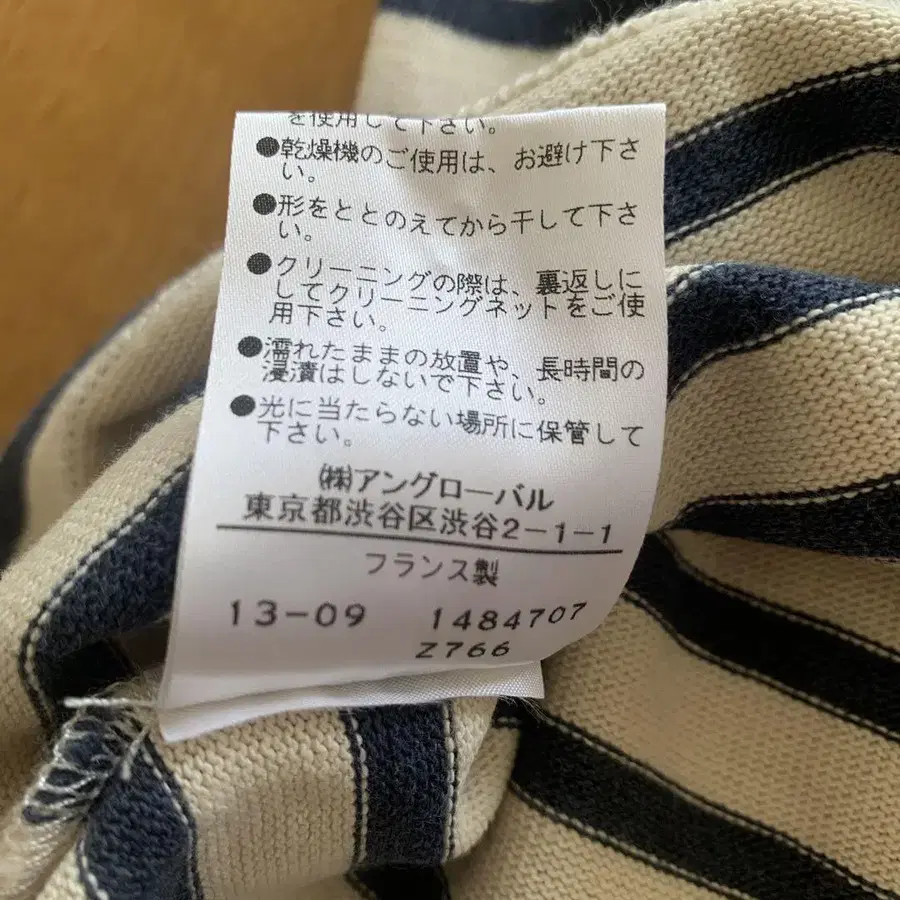 を使用して下さい。
●乾燥機のご使用は、お避け下さ
い。
●形をととのえてから干して下さ
い。
●クリーニングの際は、裏返しに
してクリーニングネットをご使
用下さい。
●濡れたままの放置や、長時間の
浸漬はしないで下さい。
●光に当たらない場所に保管して
下さい。
㈱アングローバル
東京都渋谷区渋谷2-1-1
フランス製
13-09 1484707
Z766